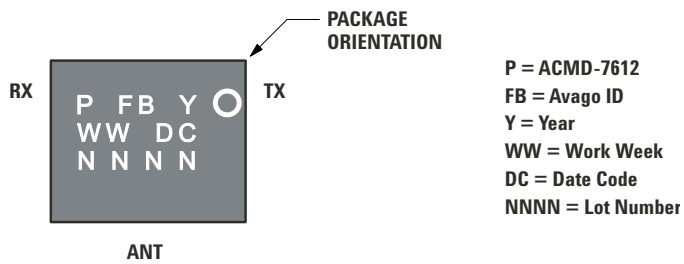 PACKAGE
ORIENTATION
RX
TX
P FB Y
WW DC
N N N N
ANT
P = ACMD-7612
FB = Avago ID
Y = Year
WW = Work Week
DC = Date Code
NNNN = Lot Number